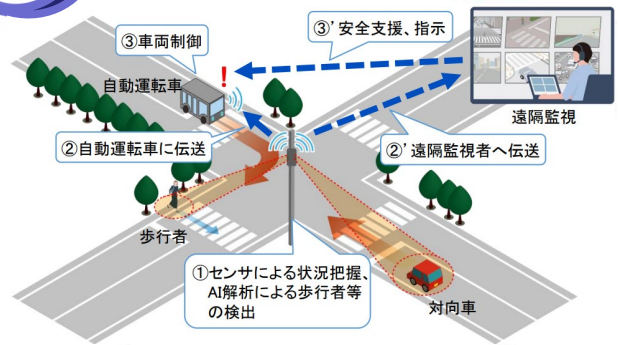 ③車両制御
③’安全支援、指示
自動運転車
!
遠隔監視
②自動運転車に伝送
②’遠隔監視者へ伝送
歩行者
①センサによる状況把握、
AI解析による歩行者等
の検出
対向車